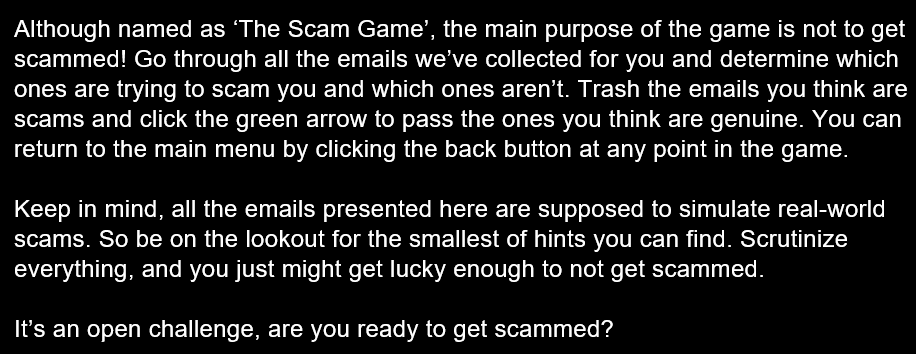 Although named as ‘The Scam Game’, the main purpose of the game is not to get
scammed! Go through all the emails we’ve collected for you and determine which
ones are trying to scam you and which ones aren’t. Trash the emails you think are
scams and click the green arrow to pass the ones you think are genuine. You can
return to the main menu by clicking the back button at any point in the game.
Keep in mind, all the emails presented here are supposed to simulate real-world
scams. So be on the lookout for the smallest of hints you can find. Scrutinize
everything, and you just might get lucky enough to not get scammed.
It’s an open challenge, are you ready to get scammed?